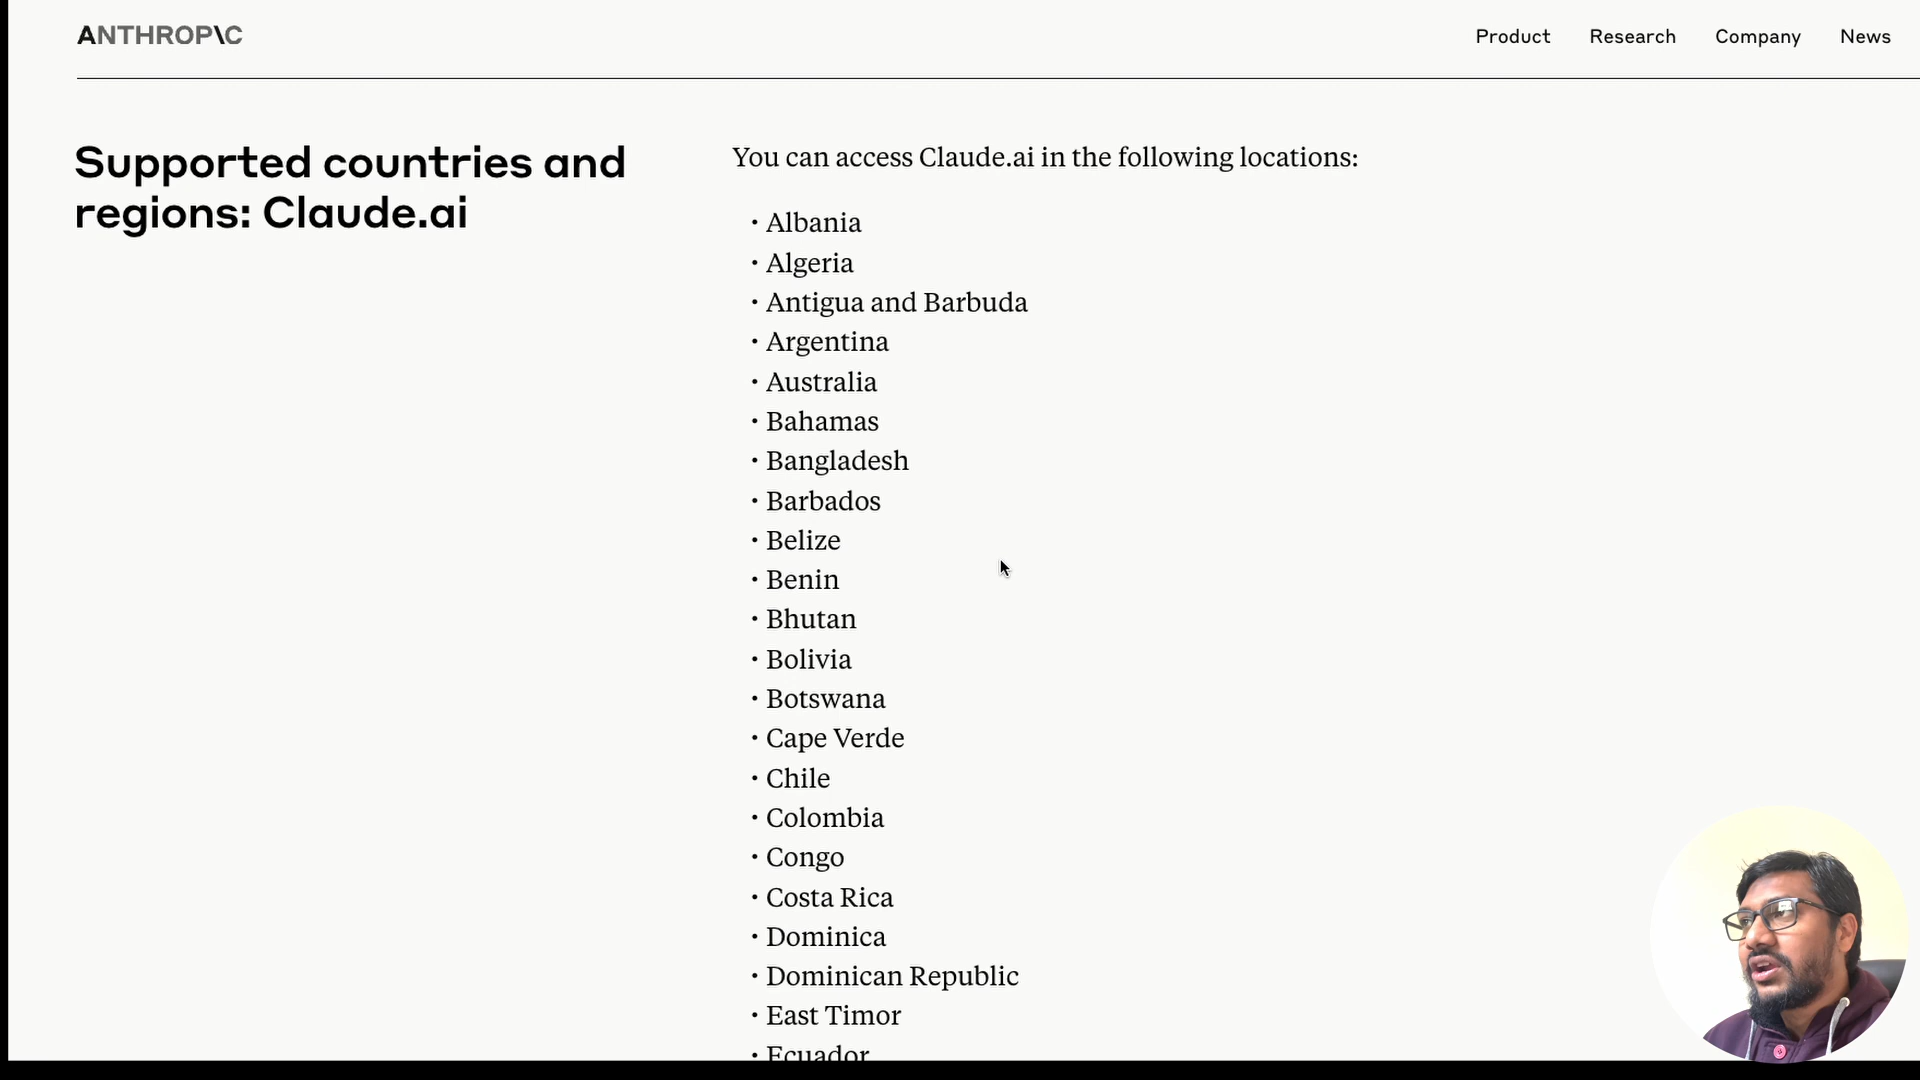 ANTHROP\C
Product
Research
Company
News
Supported countries and
regions: Claude.ai
You can access Claude.ai in the following locations:
• Albania
• Algeria
• Antigua and Barbuda
• Argentina
• Australia
• Bahamas
• Bangladesh
• Barbados
• Belize
• Benin
• Bhutan
• Bolivia
• Botswana
• Cape Verde
• Chile
• Colombia
• Congo
• Costa Rica
• Dominica
• Dominican Republic
• East Timor
• Ecuador